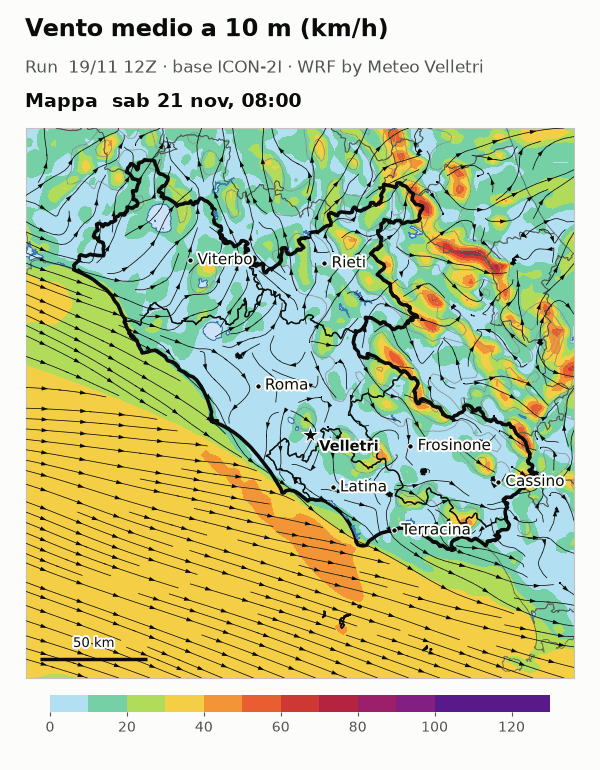 Vento medio a 10 m (km/h)
Run  19/11 12Z · base ICON-2I · WRF by Meteo Velletri
Mappa  sab 21 nov, 08:00
Viterbo
Rieti
Roma
Velletri
Frosinone
Latina
Cassino
Terracina
50 km
0 20 40 60 80 100 120